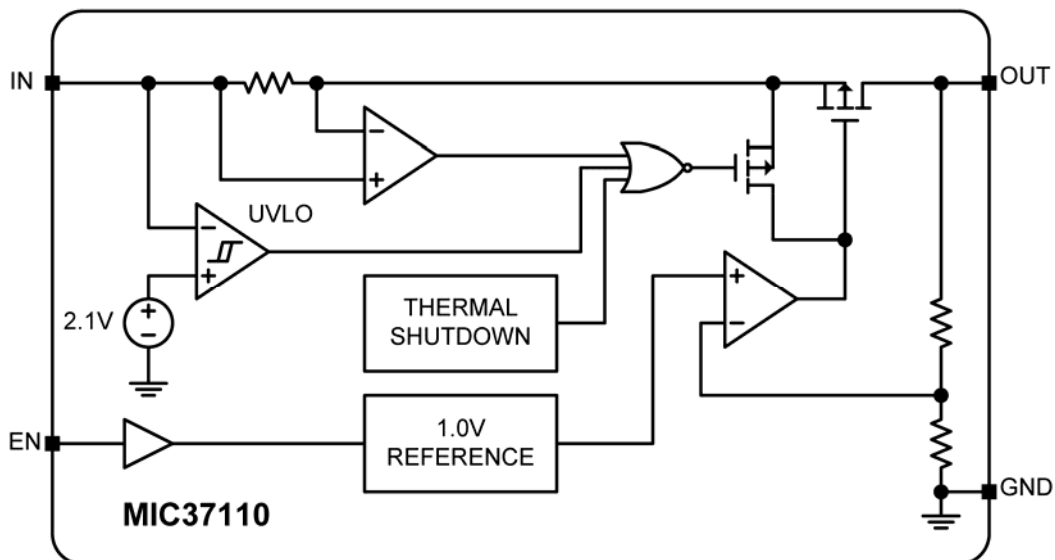 IN
OUT
−
+
UVLO
−
+
2.1V
+
−
THERMAL
SHUTDOWN
+
−
EN
1.0V
REFERENCE
GND
MIC37110